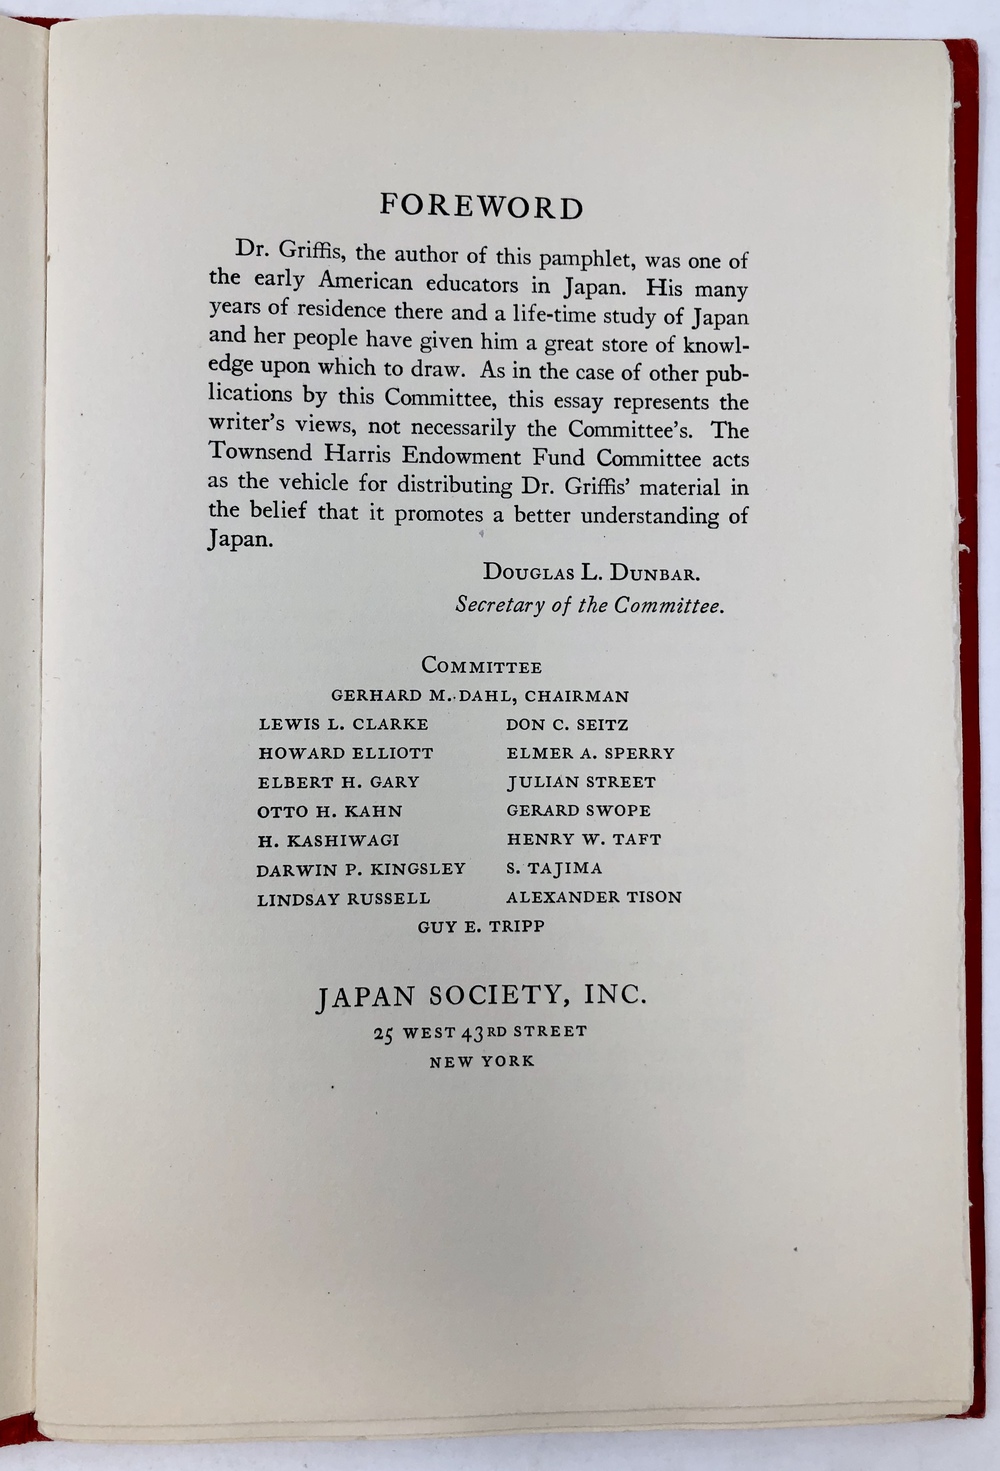 FOREWORD
Dr. Griffis, the author of this pamphlet, was one of
the early American educators in Japan. His many
years of residence there and a life-time study of Japan
and her people have given him a great store of knowl-
edge upon which to draw. As in the case of other pub-
lications by this Committee, this essay represents the
writer's views, not necessarily the Committee's. The
Townsend Harris Endowment Fund Committee acts
as the vehicle for distributing Dr. Griffis' material in
the belief that it promotes a better understanding of
Japan.
DOUGLAS L. DUNBAR.
Secretary of the Committee.
COMMITTEE
GERHARD M. DAHL, CHAIRMAN
LEWIS L. CLARKE DON C. SEITZ
HOWARD ELLIOTT ELMER A. SPERRY
ELBERT H. GARY JULIAN STREET
OTTO H. KAHN GERARD SWOPE
H. KASHIWAGI HENRY W. TAFT
DARWIN P. KINGSLEY S. TAJIMA
LINDSAY RUSSELL ALEXANDER TISON
GUY E. TRIPP
JAPAN SOCIETY, INC.
25 WEST 43RD STREET
NEW YORK